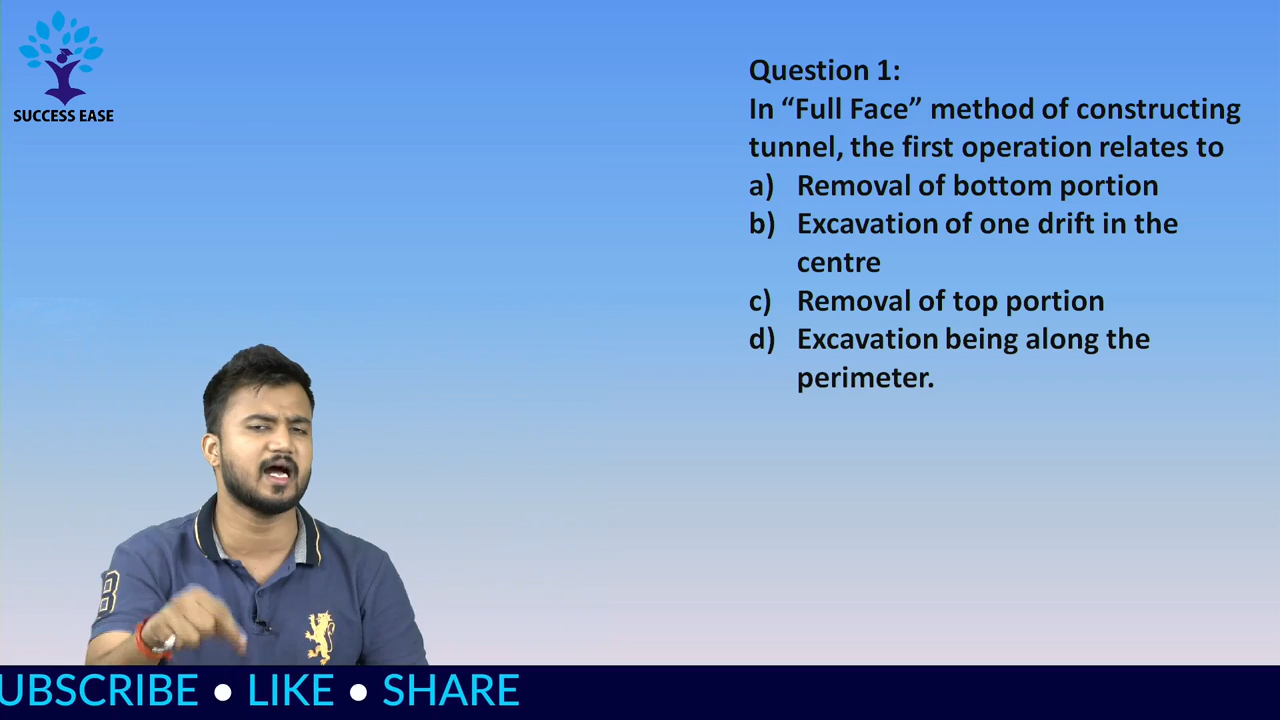 SUCCESS EASE
Question 1:
In “Full Face” method of constructing
tunnel, the first operation relates to
a) Removal of bottom portion
b) Excavation of one drift in the
centre
c) Removal of top portion
d) Excavation being along the
perimeter.
B
UBSCRIBE ● LIKE ● SHARE